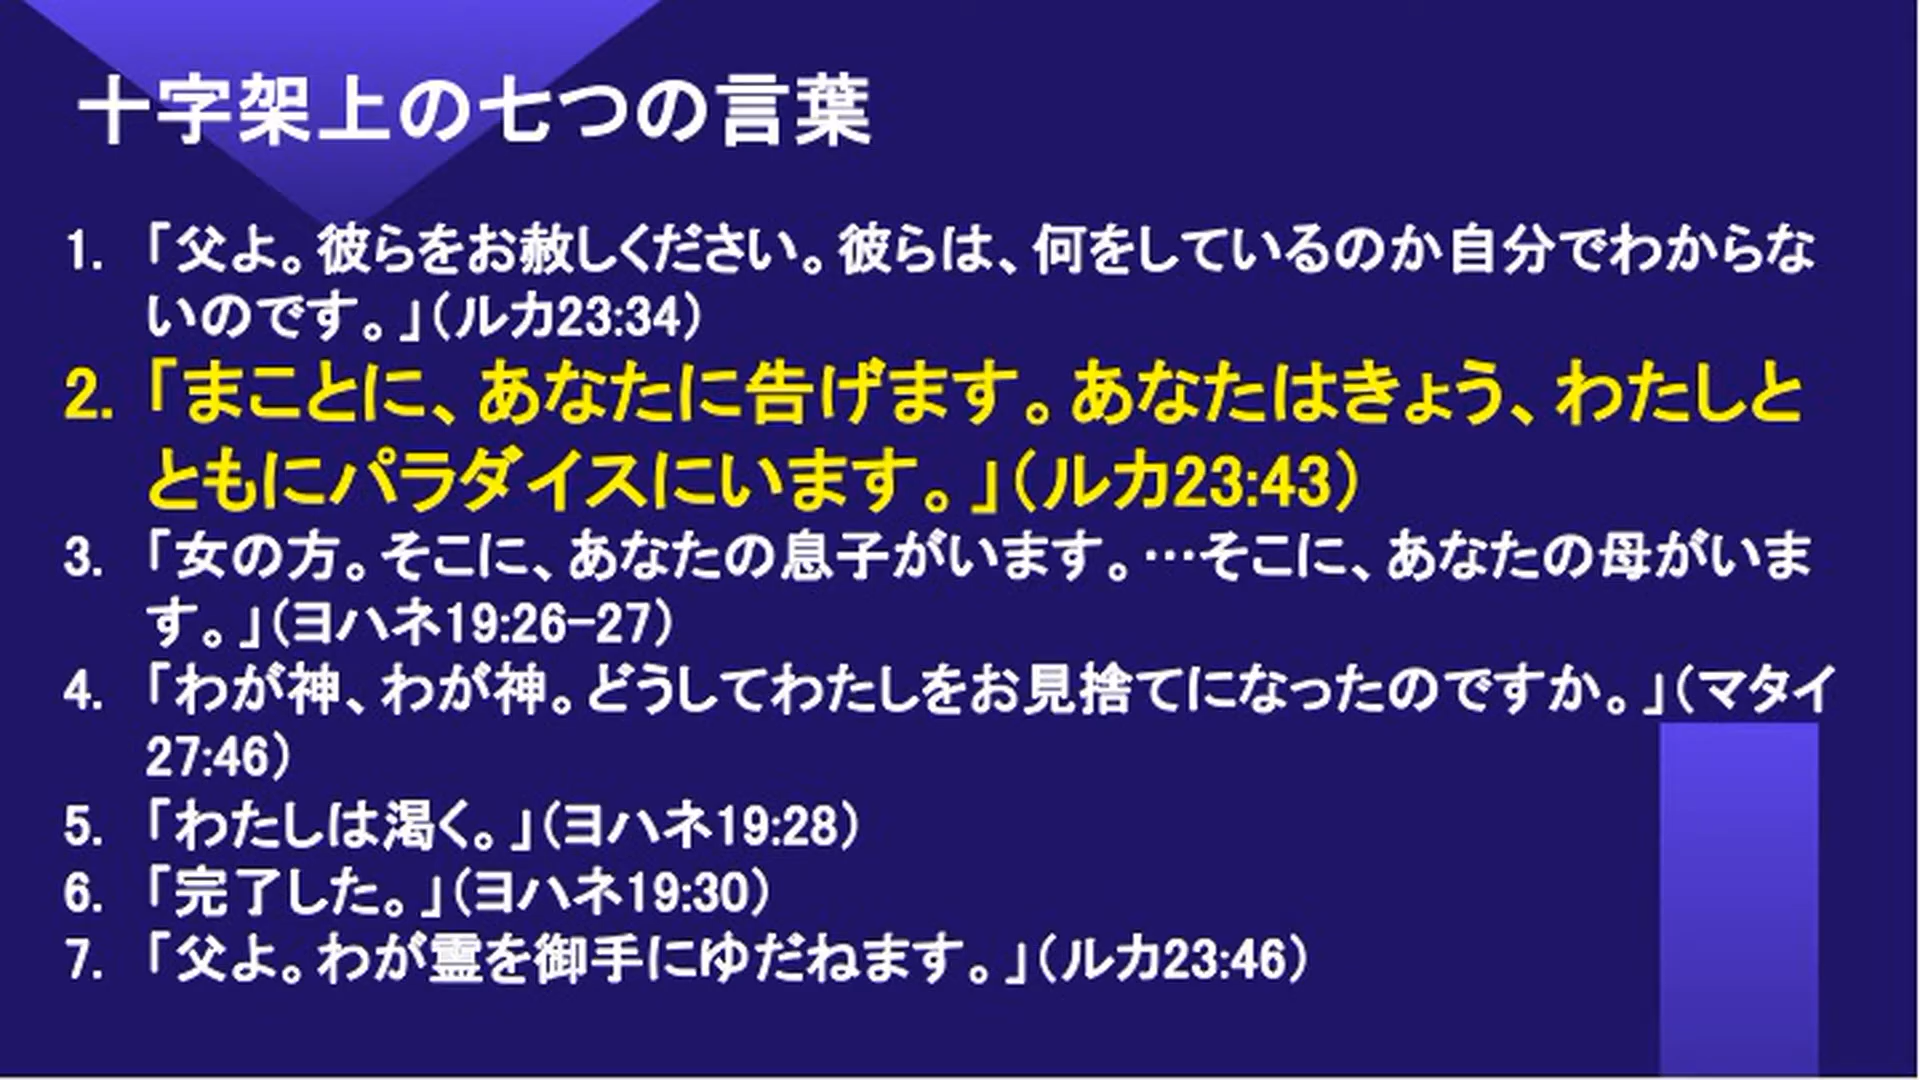 十字架上の七つの言葉
1. 「父よ。彼らをお赦しください。彼らは、何をしているのか自分でわからな
いのです。」（ルカ23:34）
2. 「まことに、あなたに告げます。あなたはきょう、わたしと
ともにパラダイスにいます。」（ルカ23:43）
3. 「女の方。そこに、あなたの息子がいます。…そこに、あなたの母がいま
す。」（ヨハネ19:26-27）
4. 「わが神、わが神。どうしてわたしをお見捨てになったのですか。」（マタイ
27:46）
5. 「わたしは渇く。」（ヨハネ19:28）
6. 「完了した。」（ヨハネ19:30）
7. 「父よ。わが霊を御手にゆだねます。」（ルカ23:46）